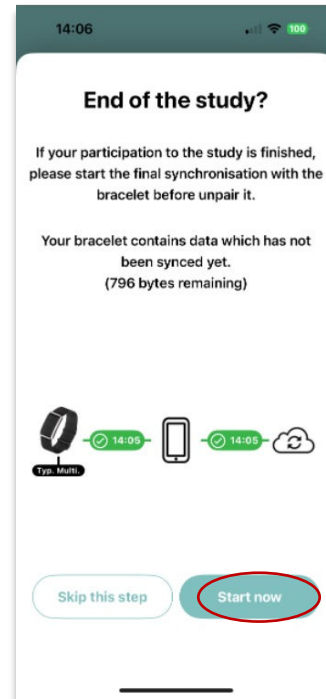 14:06
100
End of the study?
If your participation to the study is finished,
please start the final synchronisation with the
bracelet before unpair it.
Your bracelet contains data which has not
been synced yet.
(796 bytes remaining)
14:05
14:05
Typ. Multi.
Skip this step
Start now